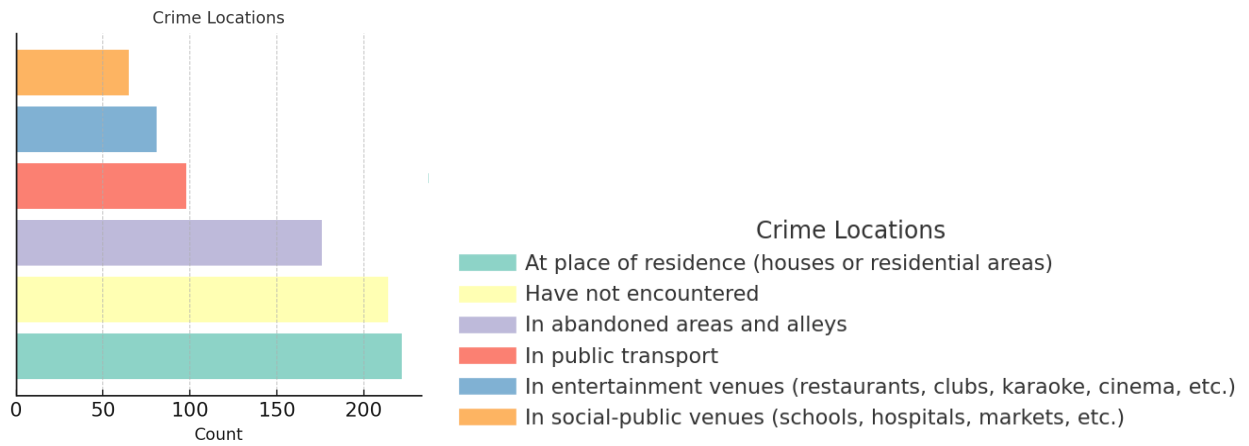 Crime Locations
0 50 100 150 200
Count
Crime Locations
At place of residence (houses or residential areas)
Have not encountered
In abandoned areas and alleys
In public transport
In entertainment venues (restaurants, clubs, karaoke, cinema, etc.)
In social-public venues (schools, hospitals, markets, etc.)